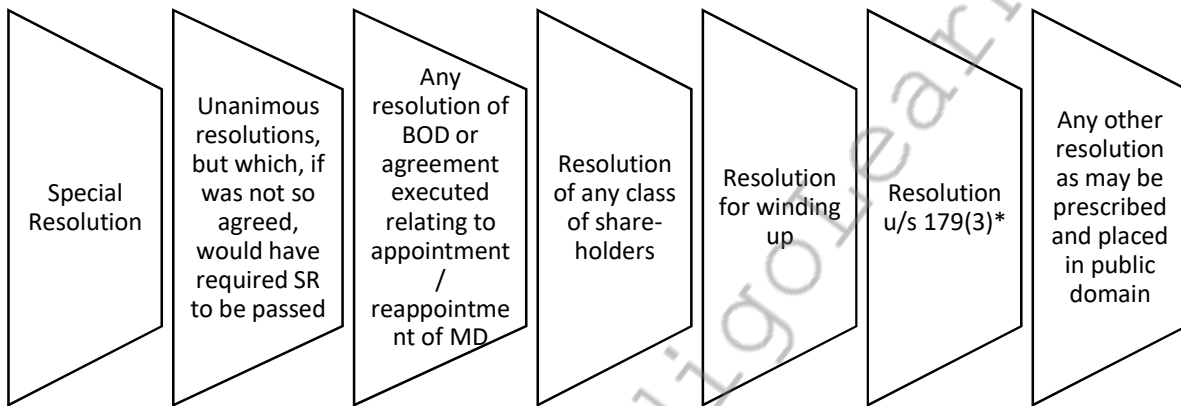 Special
Resolution
Unanimous
resolutions,
but which, if
was not so
agreed,
would have
required SR
to be passed
Any
resolution of
BOD or
agreement
executed
relating to
appointment
/
reappointme
nt of MD
Resolution
of any class
of share-
holders
Resolution
for winding
up
Resolution
u/s 179(3)*
Any other
resolution
as may be
prescribed
and placed
in public
domain
igoLear